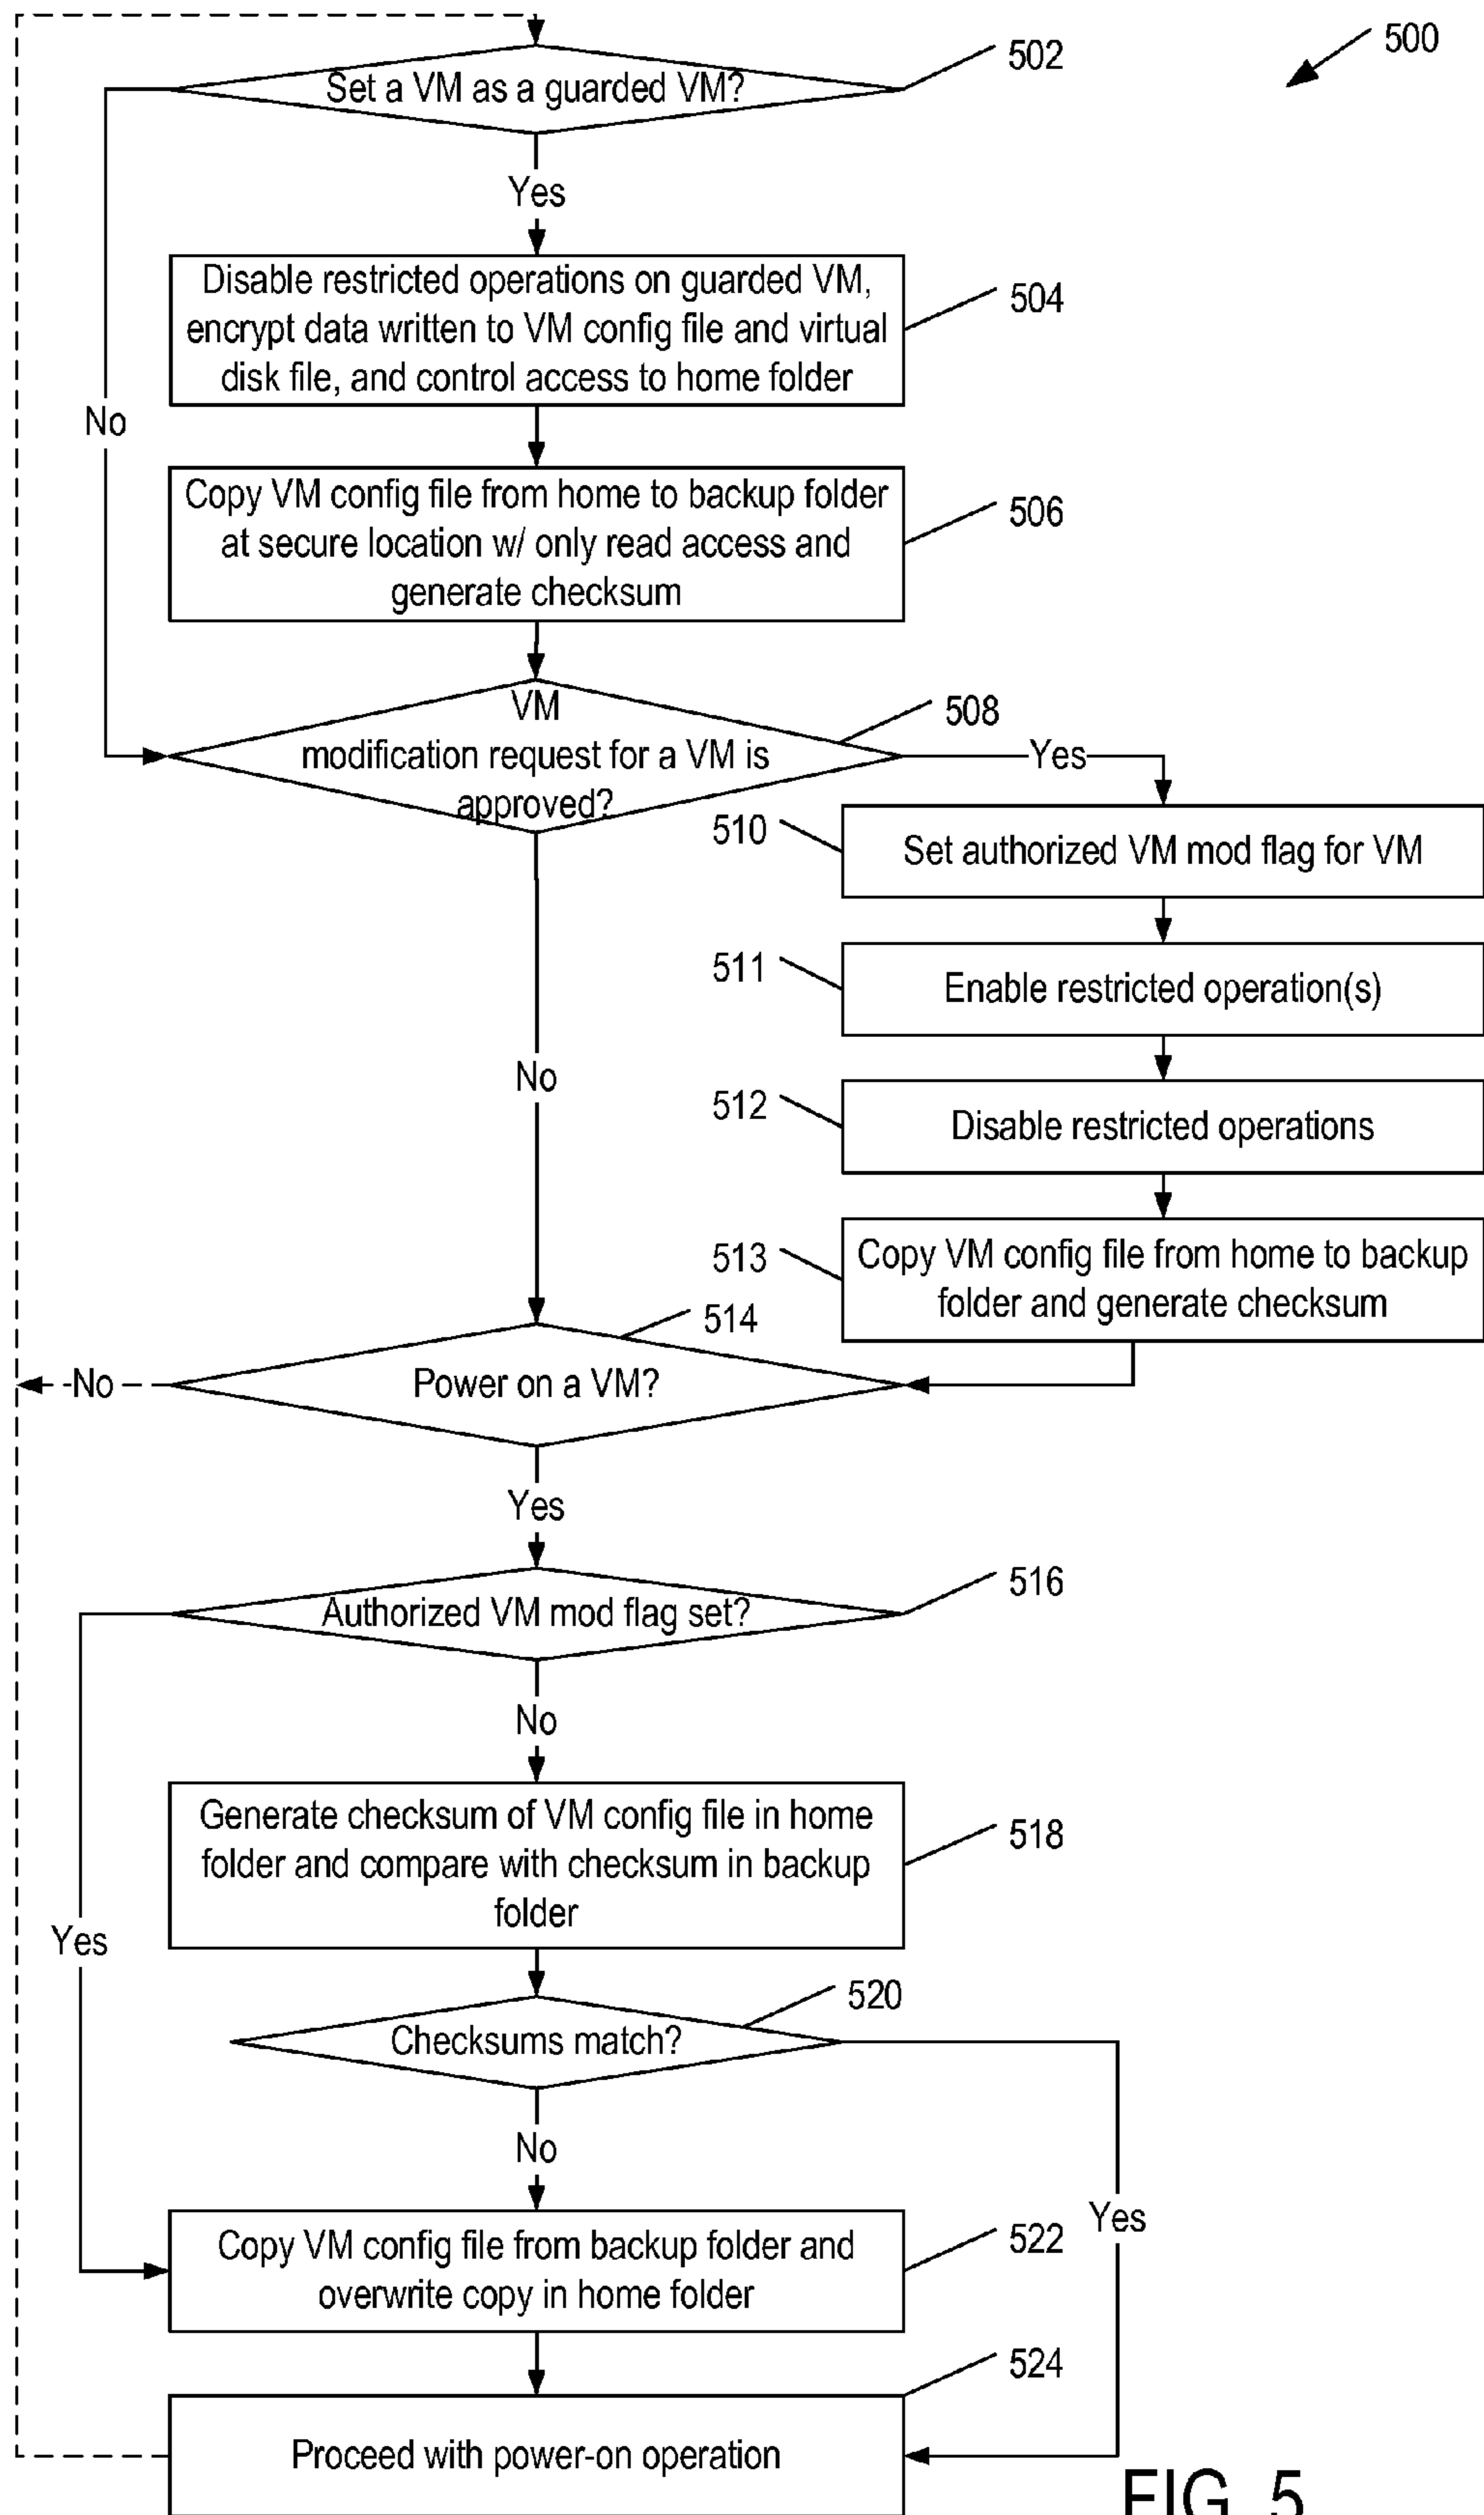 500
502
Set a VM as a guarded VM?
Yes
No
Disable restricted operations on guarded VM,
encrypt data written to VM config file and virtual
disk file, and control access to home folder
504
Copy VM config file from home to backup folder
at secure location w/ only read access and
generate checksum
506
VM
modification request for a VM is
approved?
508
Yes
510
Set authorized VM mod flag for VM
511
Enable restricted operation(s)
No
512
Disable restricted operations
513
Copy VM config file from home to backup
folder and generate checksum
514
Power on a VM?
No
Yes
516
Authorized VM mod flag set?
No
Generate checksum of VM config file in home
folder and compare with checksum in backup
folder
518
Yes
520
Checksums match?
No
Yes
Copy VM config file from backup folder and
overwrite copy in home folder
522
524
Proceed with power-on operation
FIG. 5